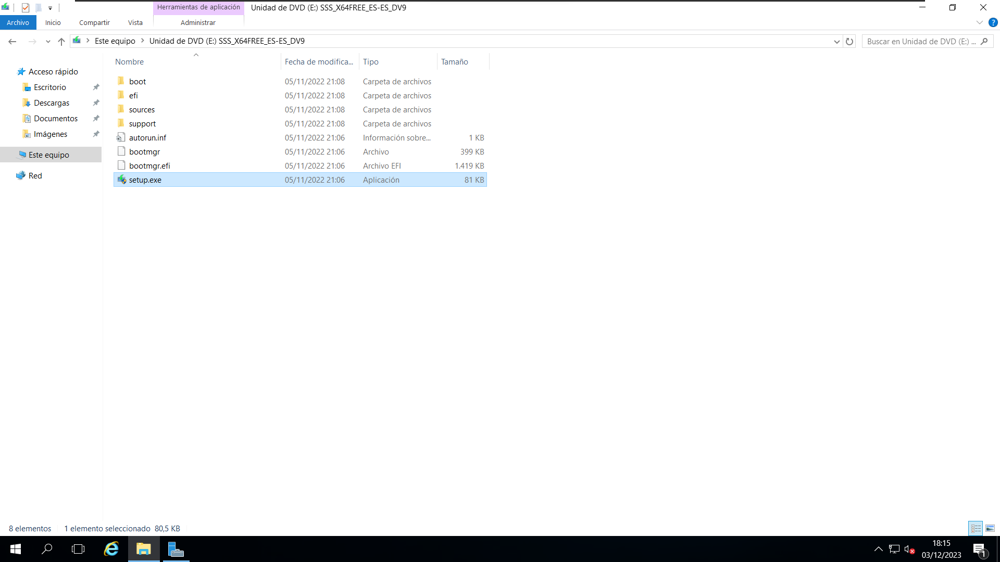 Herramientas de aplicación
Unidad de DVD (E:) SSS_X64FREE_ES-ES_DV9
Archivo
Inicio
Compartir
Vista
Administrar
Este equipo
Unidad de DVD (E:) SSS_X64FREE_ES-ES_DV9
Buscar en Unidad de DVD (E:) ...
Nombre
Fecha de modifica...
Tipo
Tamaño
Acceso rápido
Escritorio
Descargas
Documentos
Imágenes
Este equipo
Red
boot 05/11/2022 21:08 Carpeta de archivos
efi 05/11/2022 21:08 Carpeta de archivos
sources 05/11/2022 21:08 Carpeta de archivos
support 05/11/2022 21:08 Carpeta de archivos
autorun.inf 05/11/2022 21:06 Información sobre... 1 KB
bootmgr 05/11/2022 21:06 Archivo 399 KB
bootmgr.efi 05/11/2022 21:06 Archivo EFI 1.419 KB
setup.exe 05/11/2022 21:06 Aplicación 81 KB
8 elementos
1 elemento seleccionado 80,5 KB
18:15
03/12/2023
1